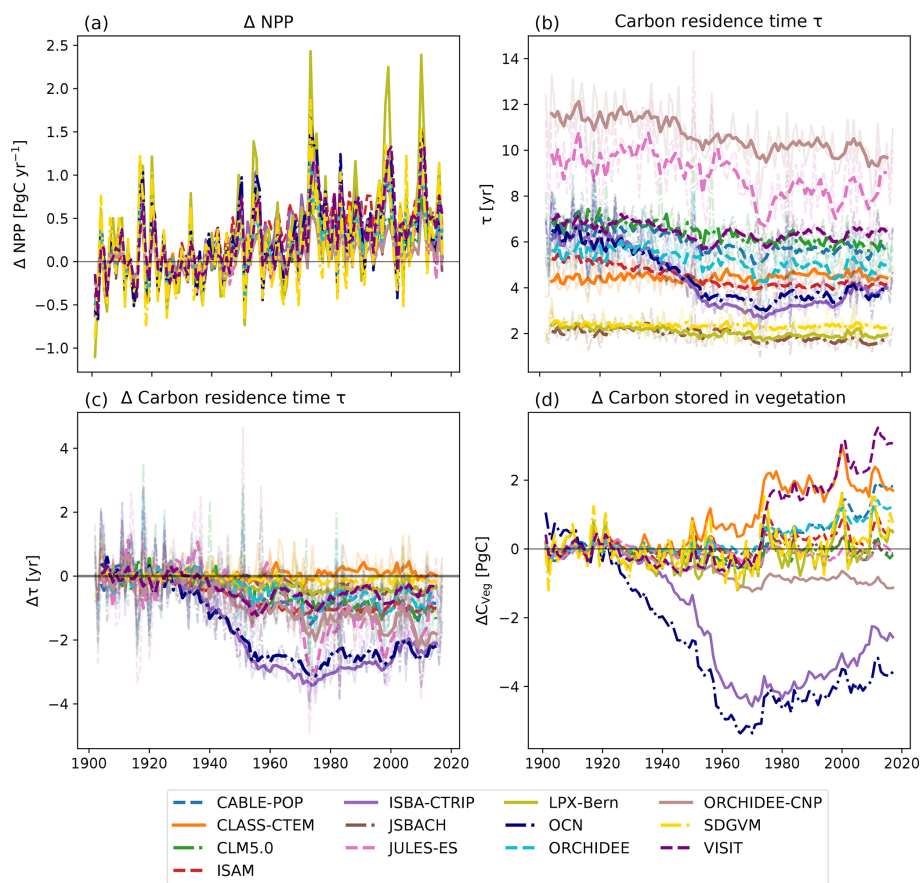 (a) Δ NPP
(b) Carbon residence time τ
Δ NPP [PgC yr⁻¹]
2.5
2.0
1.5
1.0
0.5
0.0
−0.5
−1.0
τ [yr]
14
12
10
8
6
4
2
(c) Δ Carbon residence time τ
(d) Δ Carbon stored in vegetation
Δτ [yr]
4
2
0
−2
−4
1900 1920 1940 1960 1980 2000 2020
ΔC_veg [PgC]
2
0
−2
−4
1900 1920 1940 1960 1980 2000 2020
CABLE-POP ISBA-CTRIP LPX-Bern ORCHIDEE-CNP
CLASS-CTEM JSBACH OCN SDGVM
CLM5.0 JULES-ES ORCHIDEE VISIT
ISAM